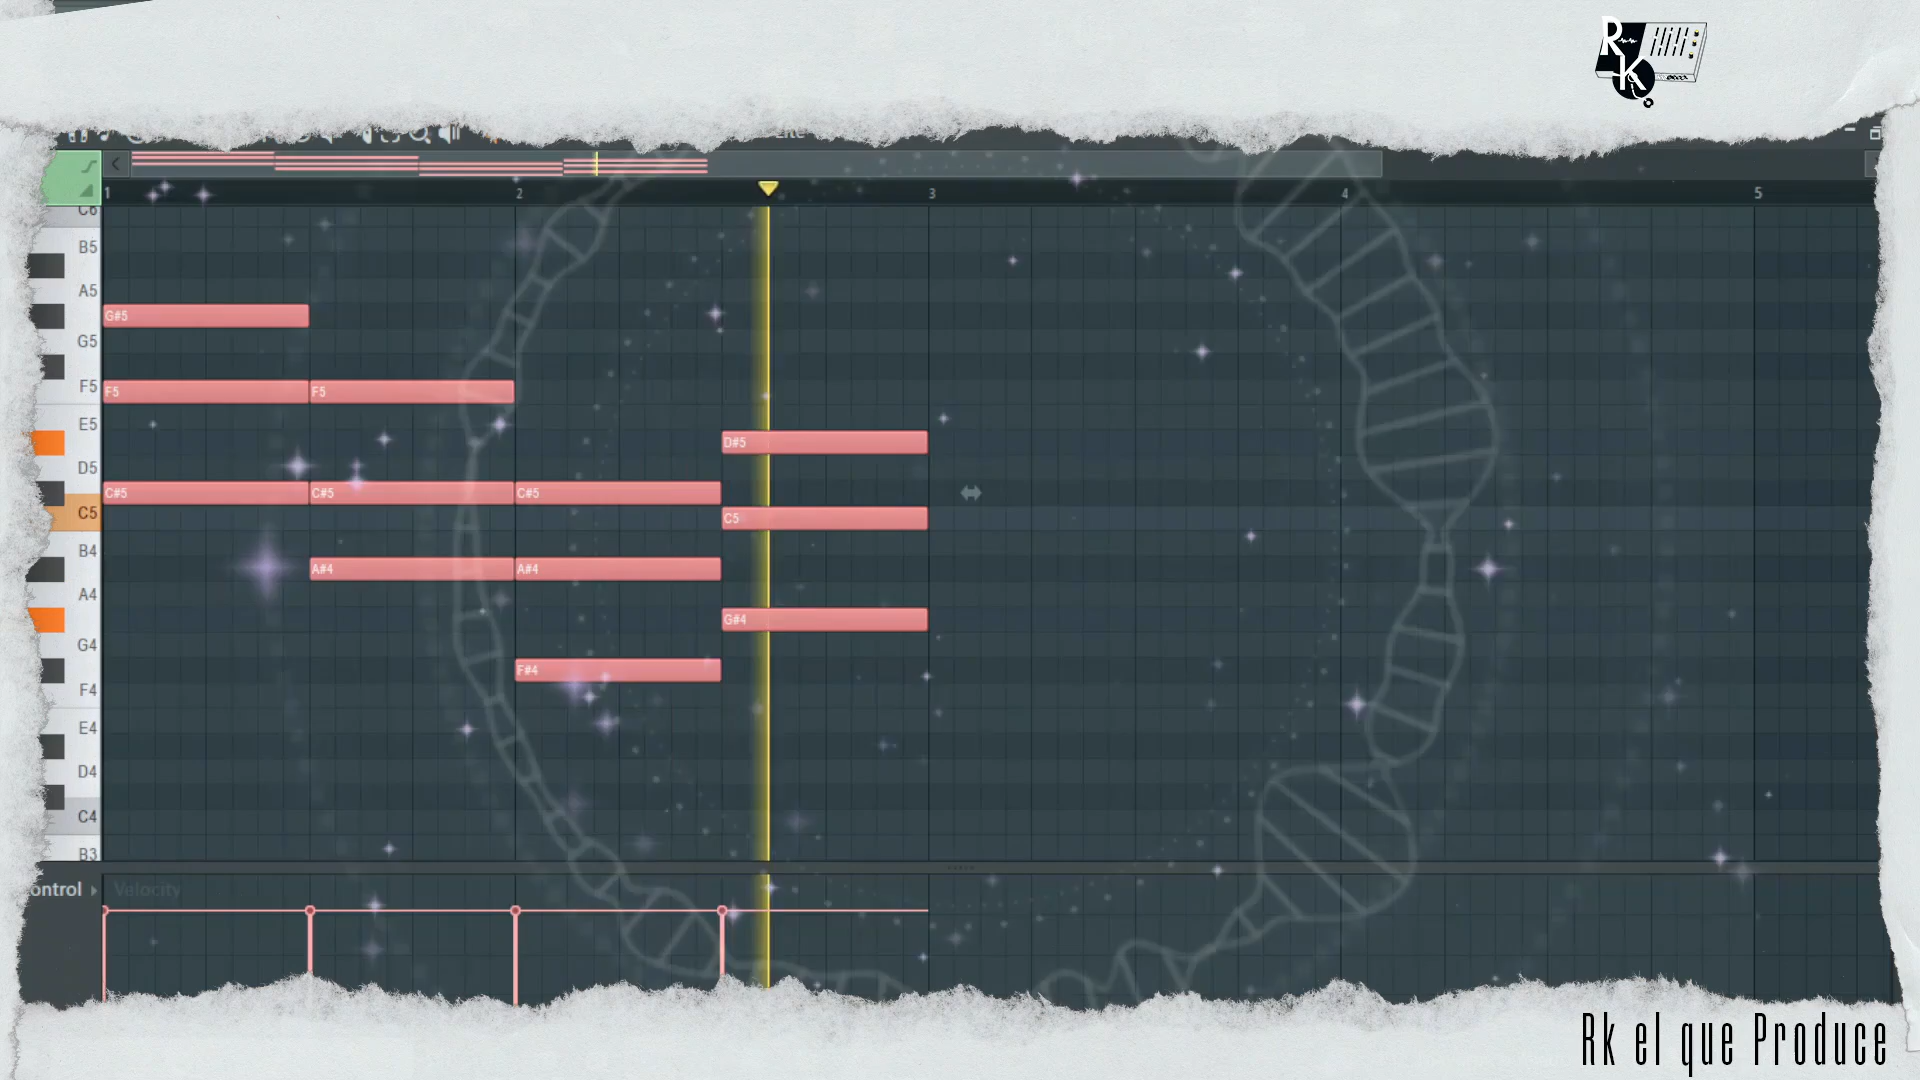 RK
1 2 3 4 5
C6
B5
A5
G#5
G5
F5 F5 F5
E5
D#5
D5
C#5 C#5 C#5
C5 C5
B4
A#4 A#4
A4
G#4
G4
F#4
F4
E4
D4
C4
B3
ontrol Velocity
Rk el que Produce